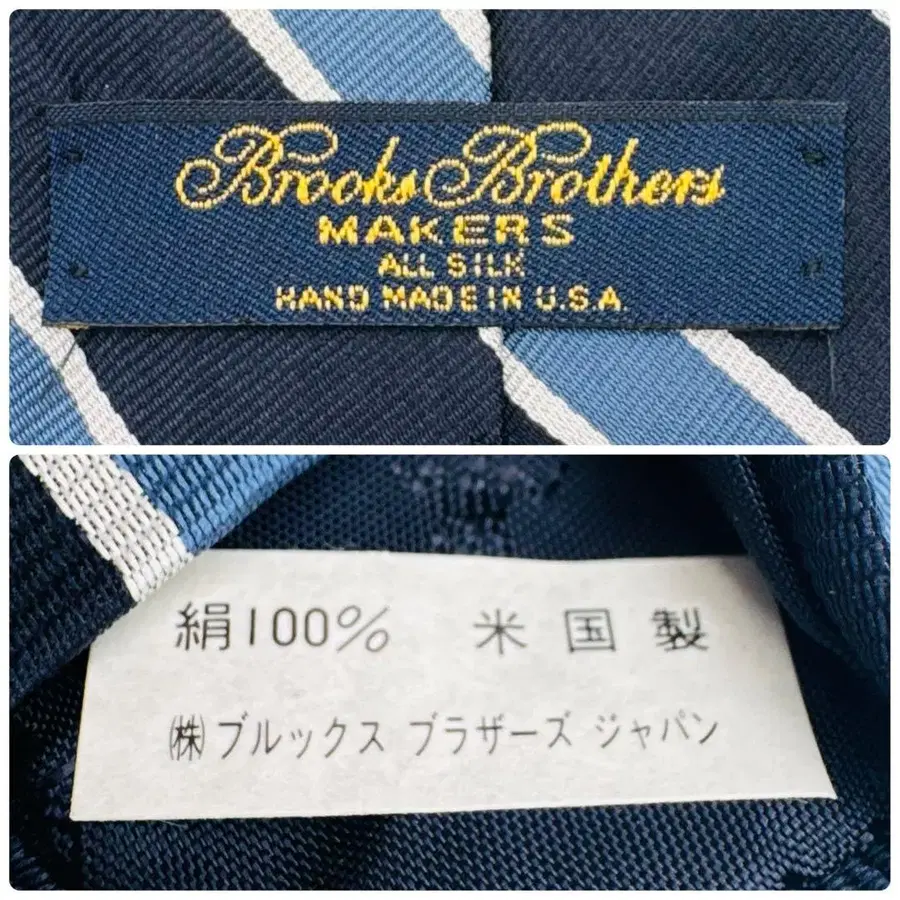 Brooks Brothers
MAKERS
ALL SILK
HAND MADE IN U.S.A.
絹100% 米国製
㈱ブルックス ブラザーズ ジャパン